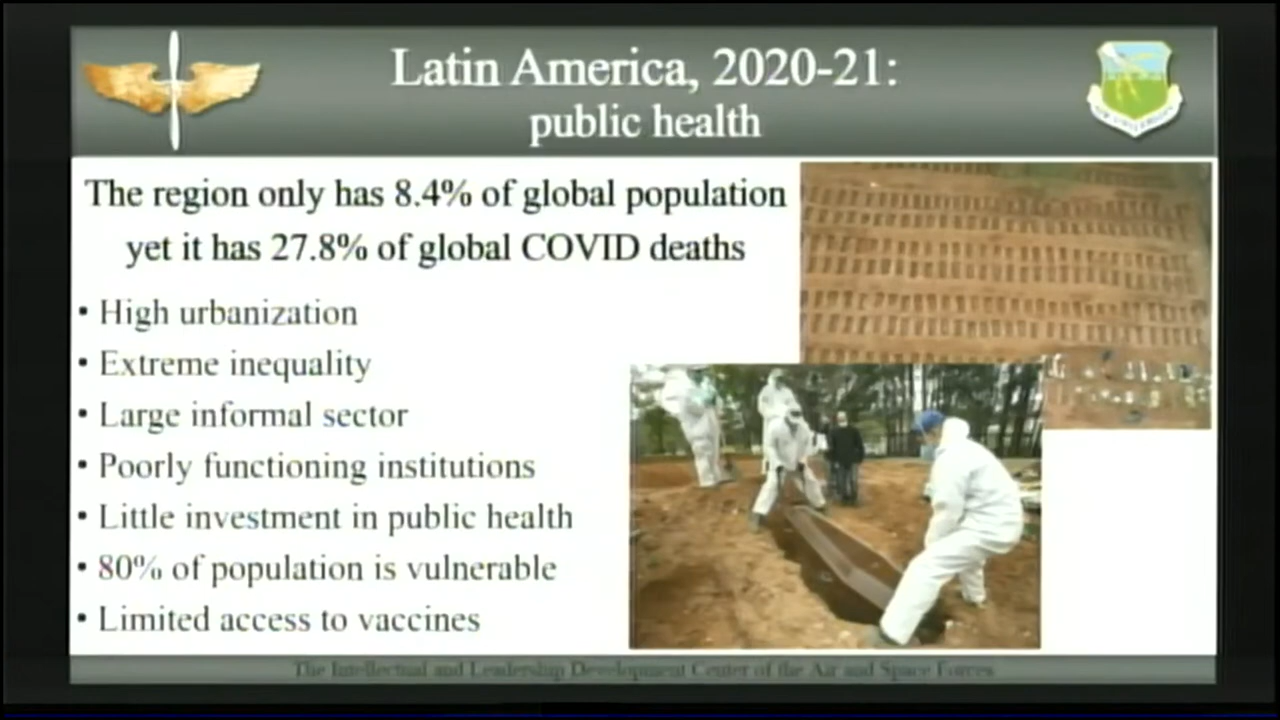 Latin America, 2020-21:
public health
The region only has 8.4% of global population
yet it has 27.8% of global COVID deaths
• High urbanization
• Extreme inequality
• Large informal sector
• Poorly functioning institutions
• Little investment in public health
• 80% of population is vulnerable
• Limited access to vaccines
The Intellectual and Leadership Development Center of the Air and Space Forces